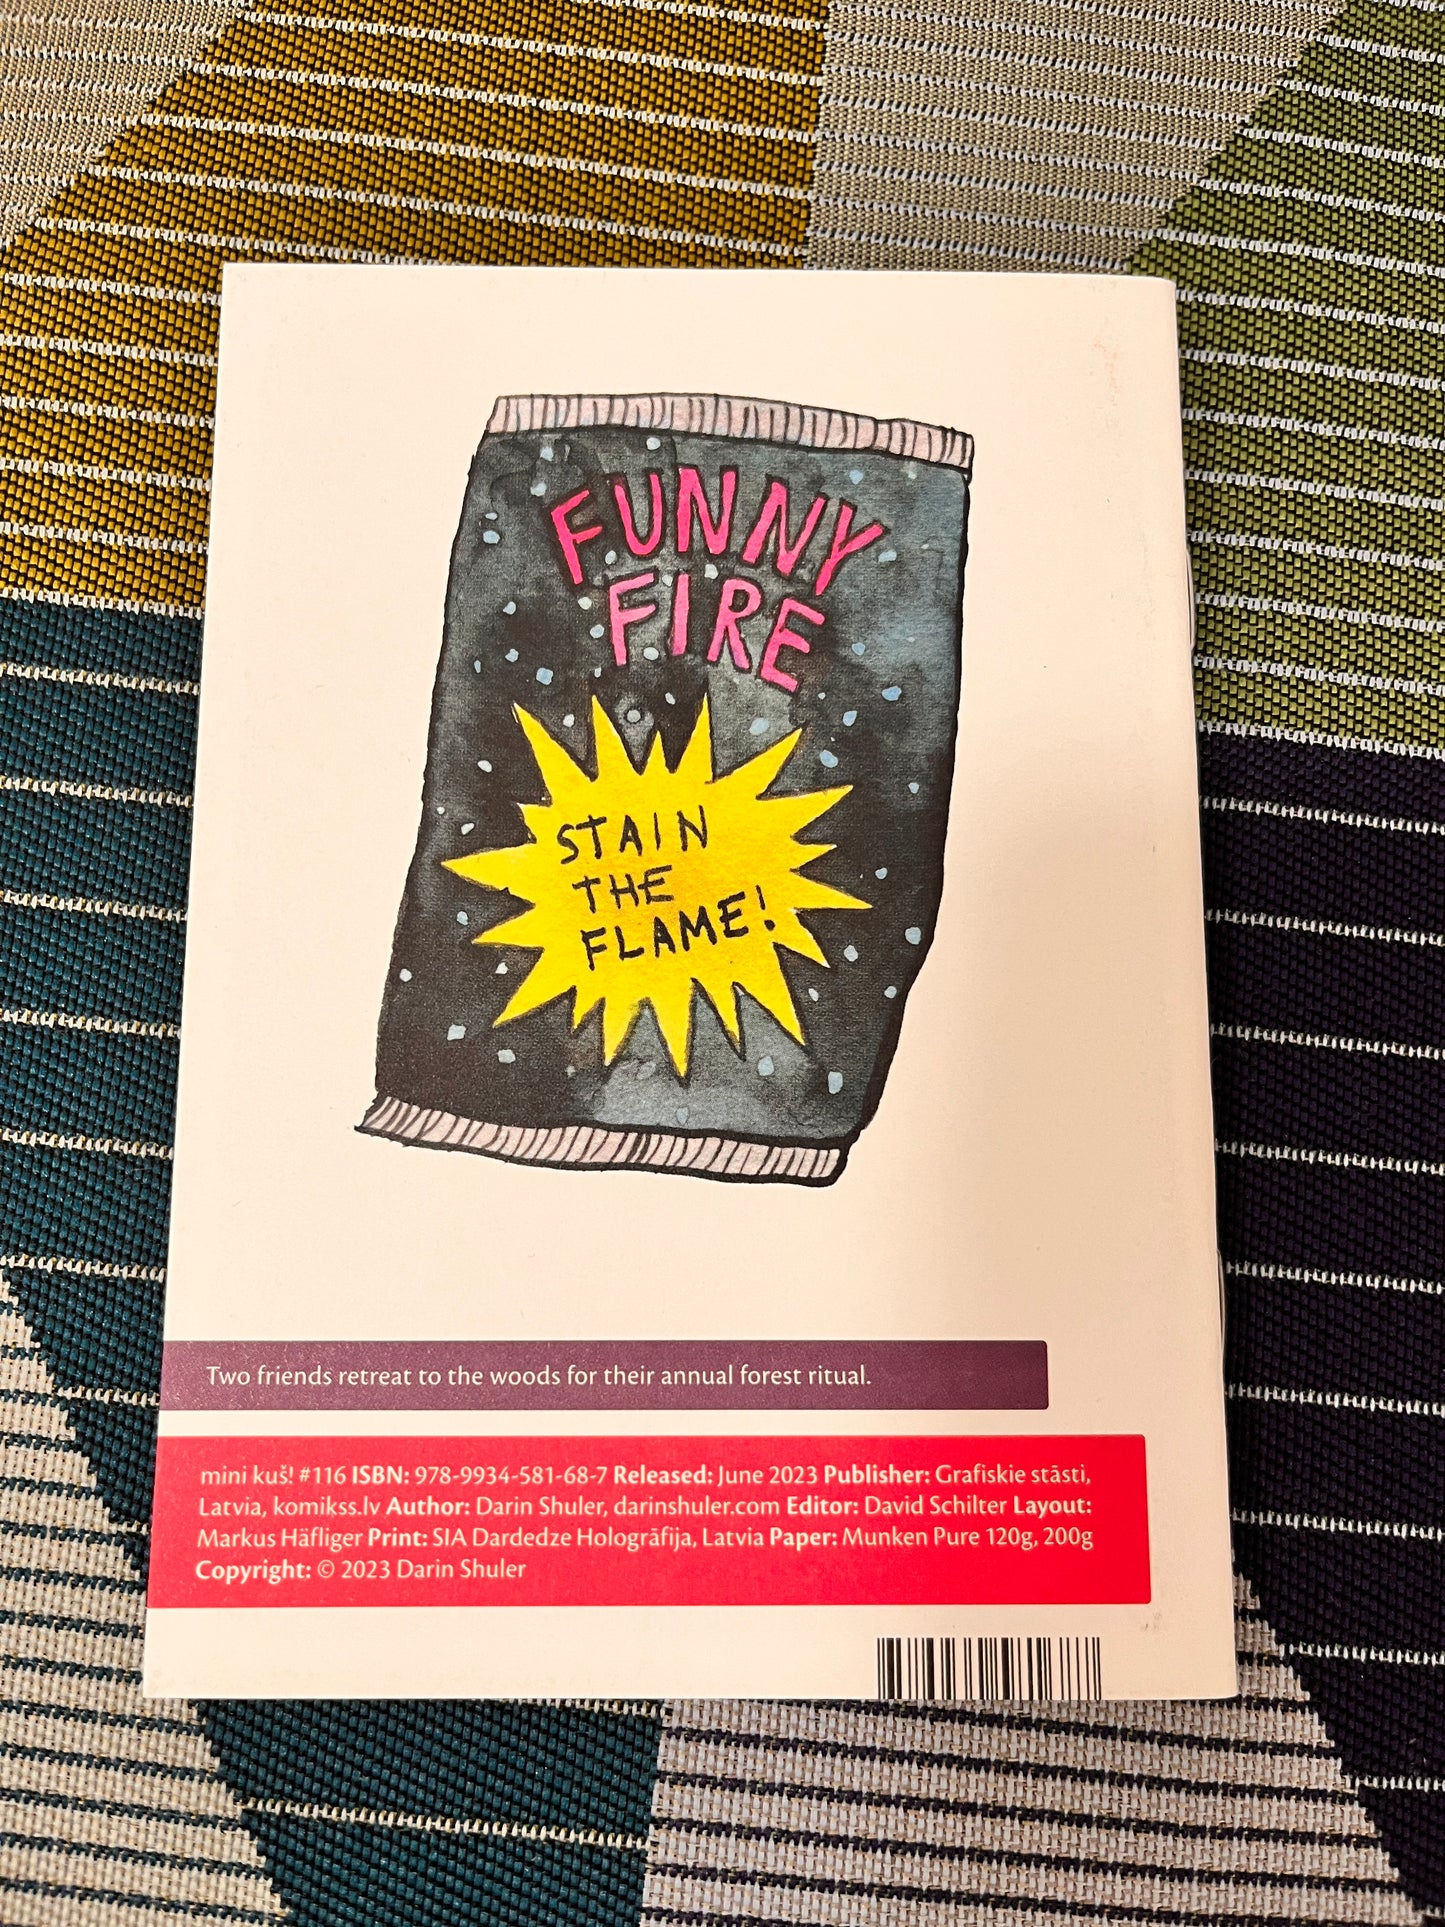 FUNNY
FIRE
STAIN
THE
FLAME!
Two friends retreat to the woods for their annual forest ritual.
mini kuš! #116 ISBN: 978-9934-581-68-7 Released: June 2023 Publisher: Grafiskie stāsti,
Latvia, komikss.lv Author: Darin Shuler, darinshuler.com Editor: David Schilter Layout:
Markus Häfliger Print: SIA Dardedze Hologrāfija, Latvia Paper: Munken Pure 120g, 200g
Copyright: © 2023 Darin Shuler